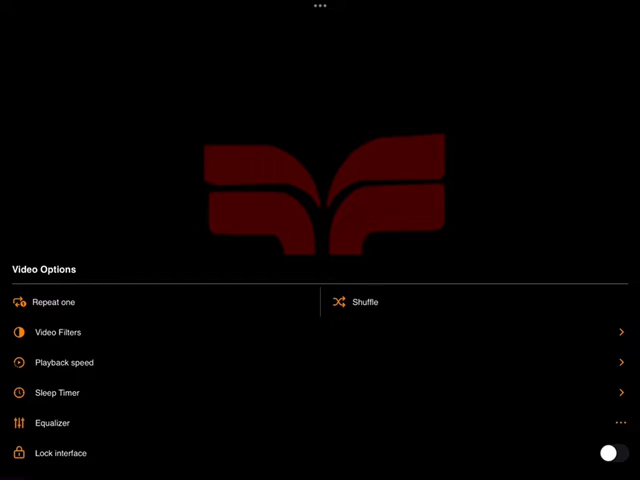 Video Options
Repeat one
Shuffle
Video Filters
Playback speed
Sleep Timer
Equalizer
Lock interface